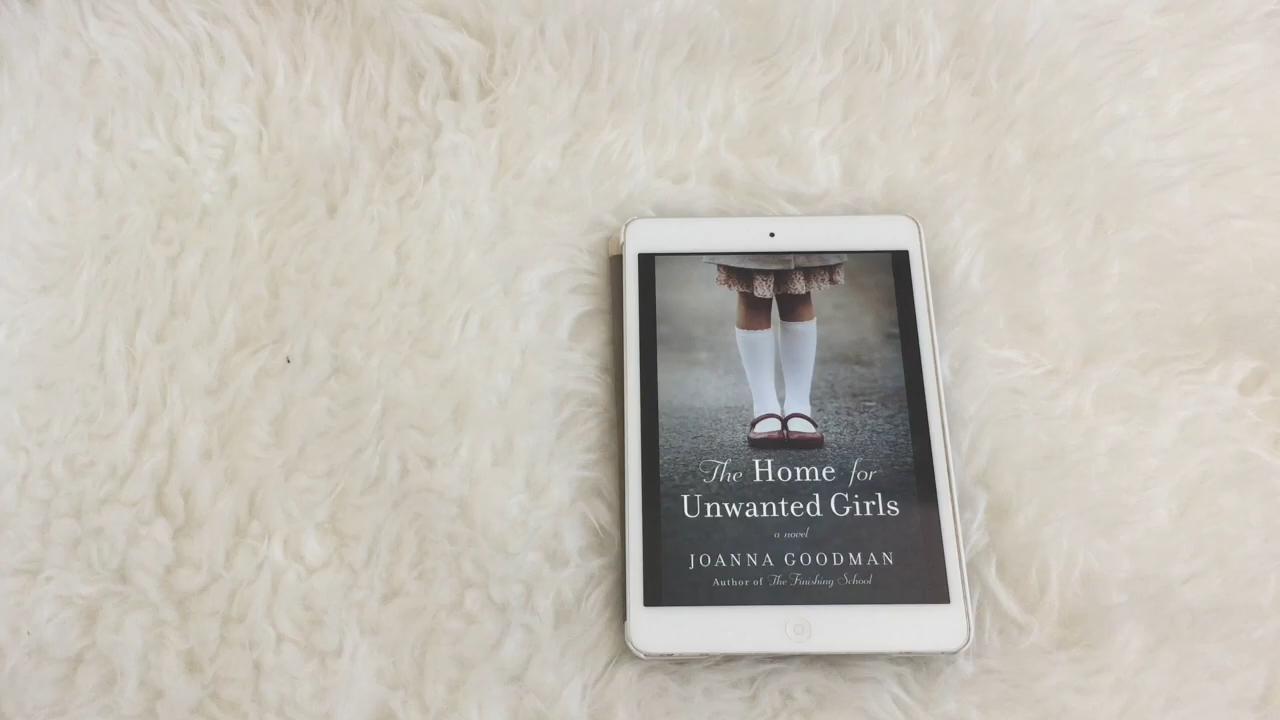 The Home for
Unwanted Girls
a novel
JOANNA GOODMAN
Author of The Finishing School